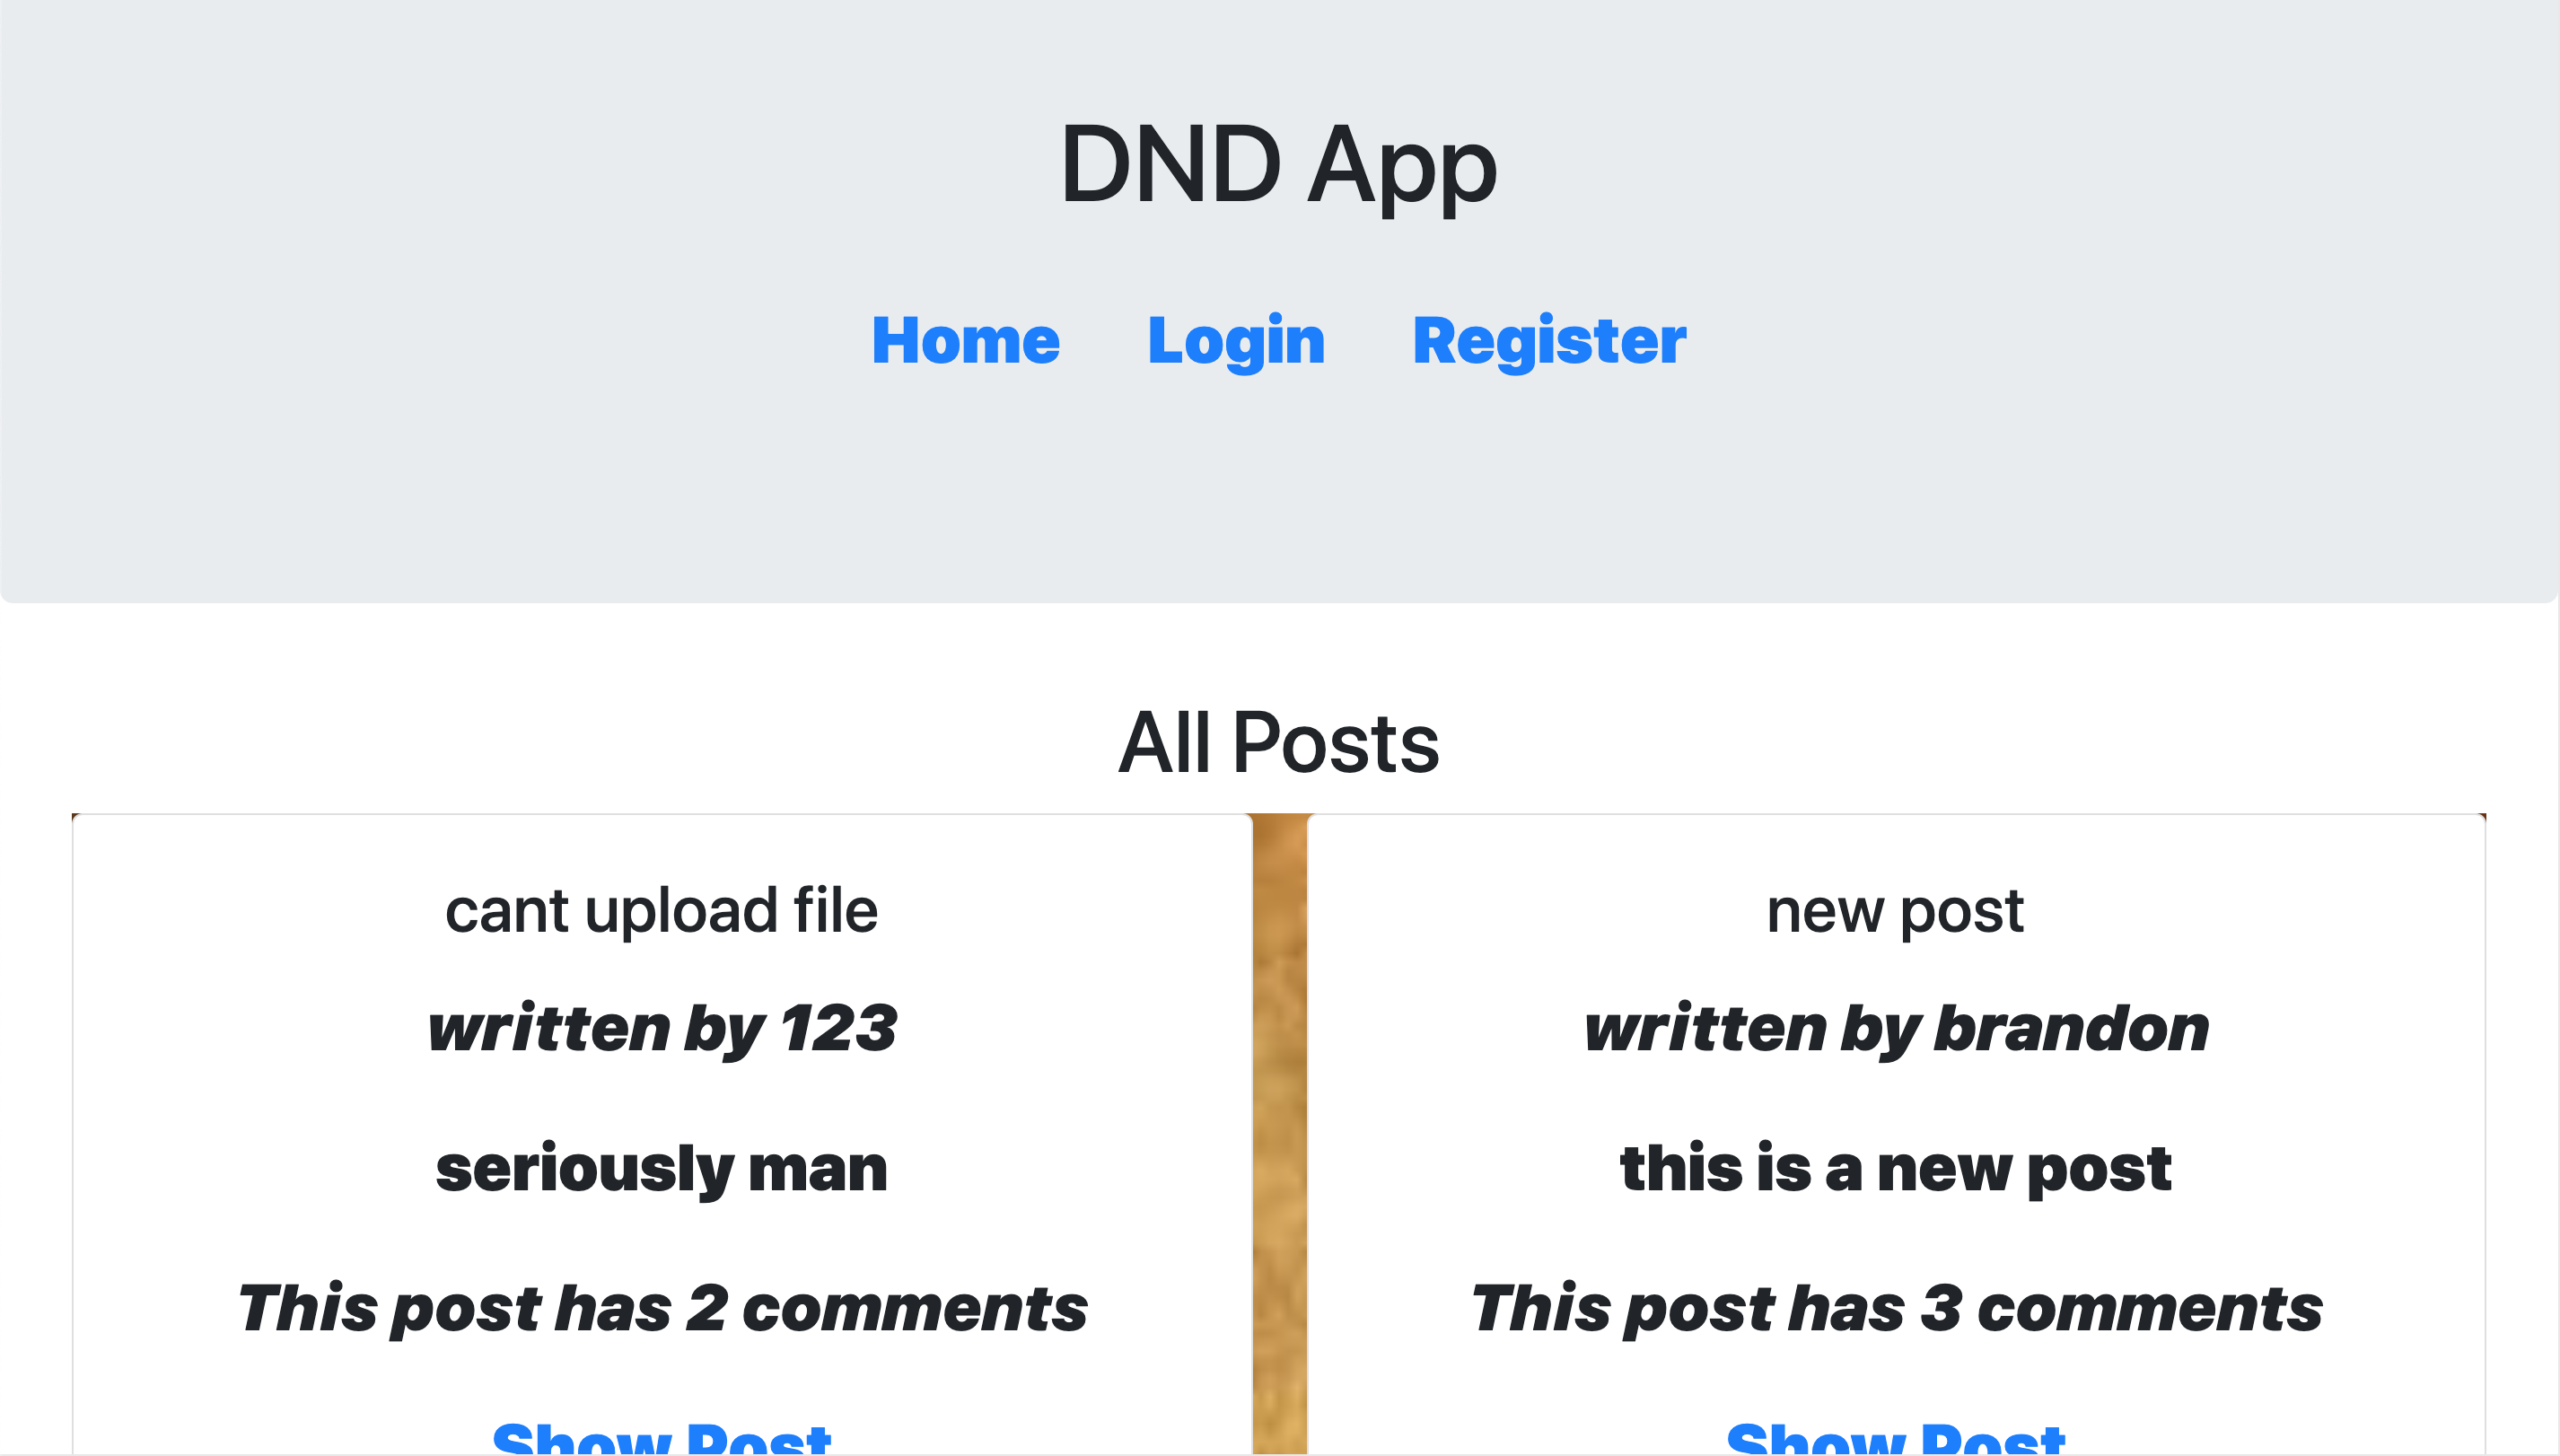 DND App
Home Login Register
All Posts
cant upload file
written by 123
seriously man
This post has 2 comments
Show Post
new post
written by brandon
this is a new post
This post has 3 comments
Show Post